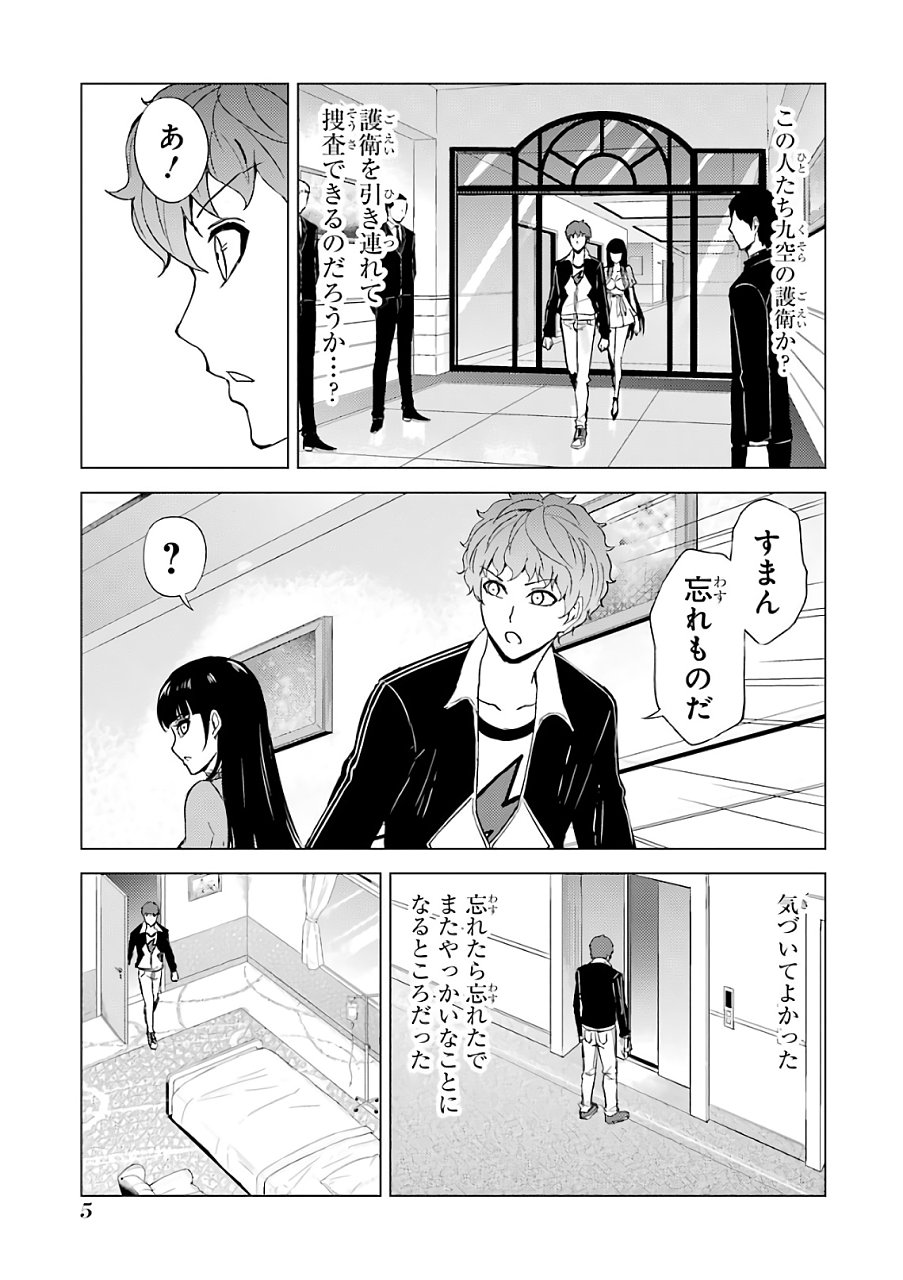 この人たち九空の護衛か?
護衛を引き連れて
捜査できるのだろうか…?
あ!
すまん
忘れものだ
?
気づいてよかった
忘れたら忘れたで
またやっかいなことに
なるところだった
5